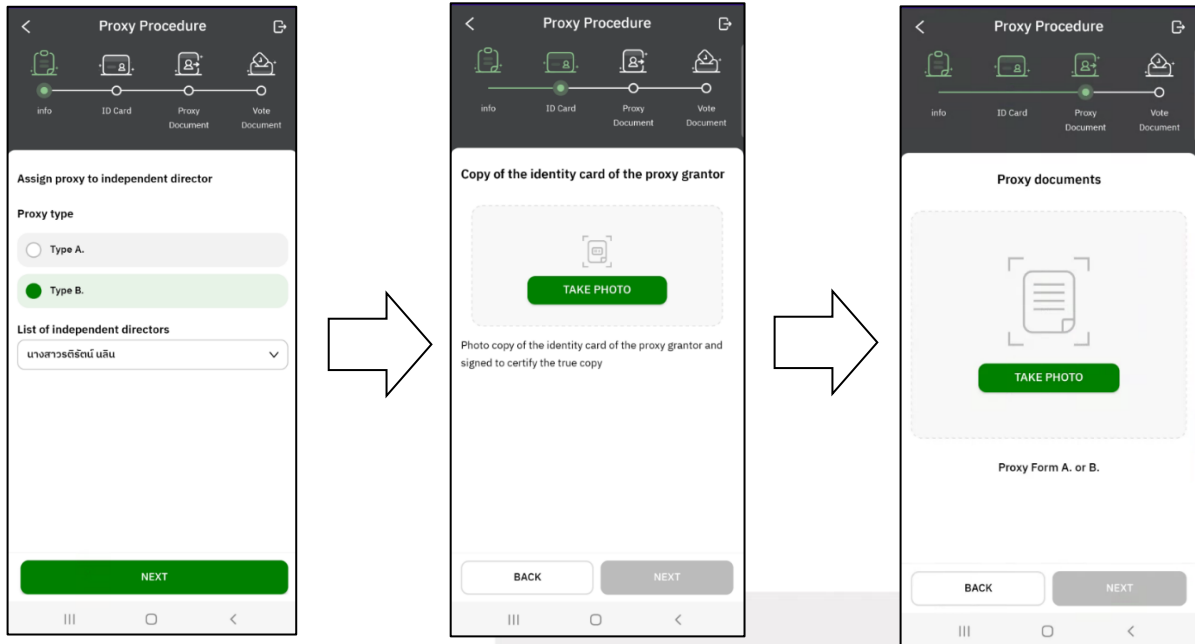 Proxy Procedure
info
ID Card
Proxy
Document
Vote
Document
Assign proxy to independent director
Proxy type
Type A.
Type B.
List of independent directors
นางสาวรติรัตน์ นลิน
NEXT
Proxy Procedure
info
ID Card
Proxy
Document
Vote
Document
Copy of the identity card of the proxy grantor
TAKE PHOTO
Photo copy of the identity card of the proxy grantor and
signed to certify the true copy
BACK
NEXT
Proxy Procedure
info
ID Card
Proxy
Document
Vote
Document
Proxy documents
TAKE PHOTO
Proxy Form A. or B.
BACK
NEXT